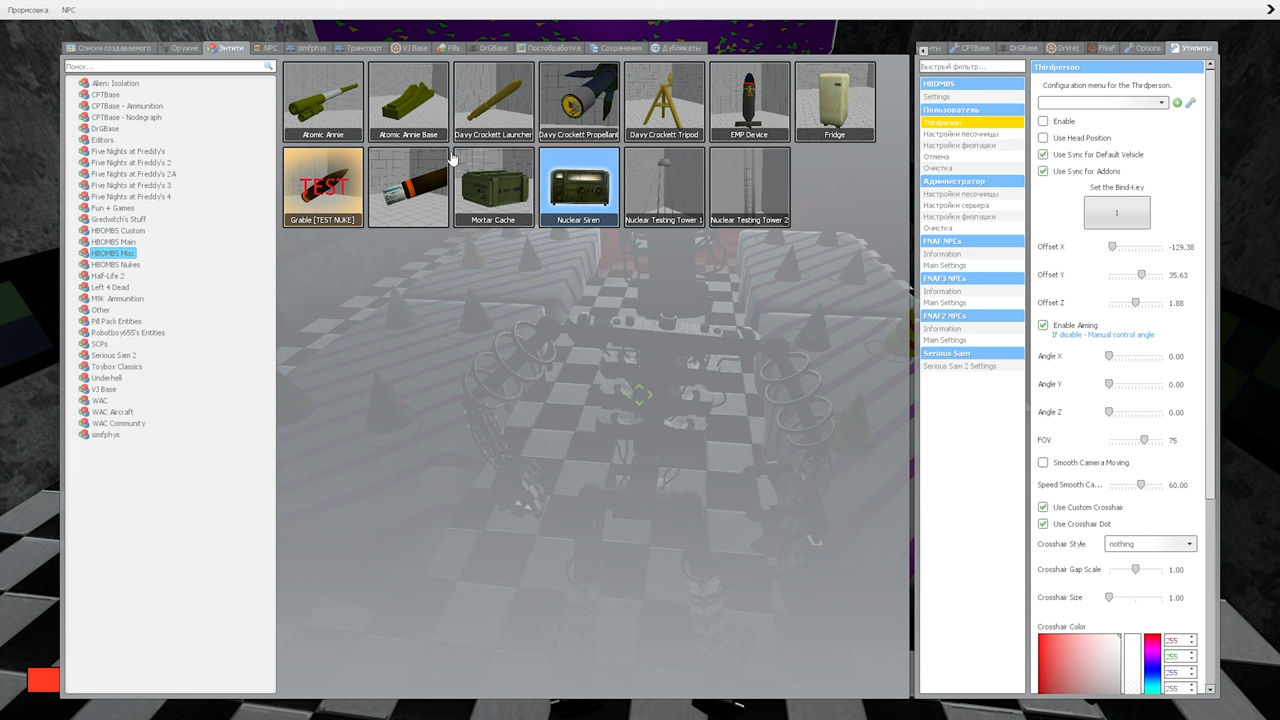 Прорисовка NPC
Списки создаваемого Оружие Энтити NPC simfphys Транспорт VJ Base Pills DrGBase Постобработка Сохранения Дубликаты
Поиск...
Alien: Isolation
CPTBase
CPTBase - Ammunition
CPTBase - Nodegraph
DrGBase
Editors
Five Nights at Freddy's
Five Nights at Freddy's 2
Five Nights at Freddy's 2A
Five Nights at Freddy's 3
Five Nights at Freddy's 4
Fun + Games
Gredwitch's Stuff
HBOMBS Custom
HBOMBS Main
HBOMBS Misc
HBOMBS Nukes
Half-Life 2
Left 4 Dead
M9K Ammunition
Other
Pill Pack Entities
Robotboy655's Entities
SCPs
Serious Sam 2
Toybox Classics
Underhell
VJ Base
WAC
WAC Aircraft
WAC Community
simfphys
Atomic Annie
Atomic Annie Base
Davy Crockett Launcher
Davy Crockett Propellant
Davy Crockett Tripod
EMP Device
Fridge
TEST
Grable [TEST NUKE]
Mortar Cache
Nuclear Siren
Nuclear Testing Tower 1
Nuclear Testing Tower 2
нты CPTBase DrGBase DrVrej FNaF Options Утилиты
Быстрый фильтр...
HBOMBS
Settings
Пользователь
Thirdperson
Настройки песочницы
Настройки физпушки
Отмена
Очистка
Администратор
Настройки песочницы
Настройки сервера
Настройки физпушки
Очистка
FNAF NPCs
Information
Main Settings
FNAF3 NPCs
Information
Main Settings
FNAF2 NPCs
Information
Main Settings
Serious Sam
Serious Sam 2 Settings
Thirdperson
Configuration menu for the Thirdperson.
Enable
Use Head Position
Use Sync for Default Vehicle
Use Sync for Addons
Set the Bind-Key
1
Offset X -129.38
Offset Y 35.63
Offset Z 1.88
Enable Aiming
If disable - Manual control angle
Angle X 0.00
Angle Y 0.00
Angle Z 0.00
FOV 75
Smooth Camera Moving
Speed Smooth Ca... 60.00
Use Custom Crosshair
Use Crosshair Dot
Crosshair Style nothing
Crosshair Gap Scale 1.00
Crosshair Size 1.00
Crosshair Color
255
255
255
255